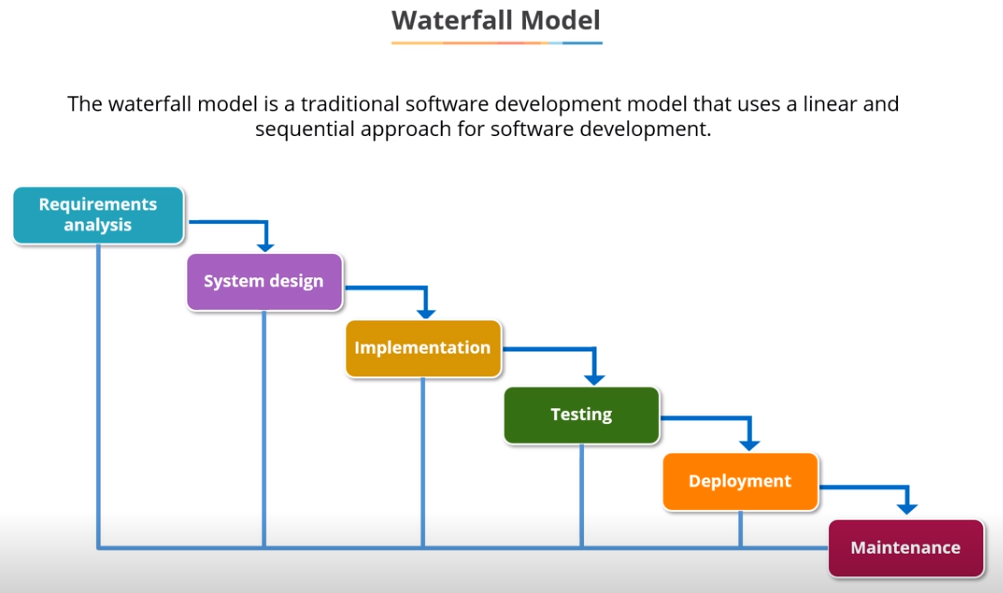 Waterfall Model
The waterfall model is a traditional software development model that uses a linear and
sequential approach for software development.
Requirements
analysis
System design
Implementation
Testing
Deployment
Maintenance